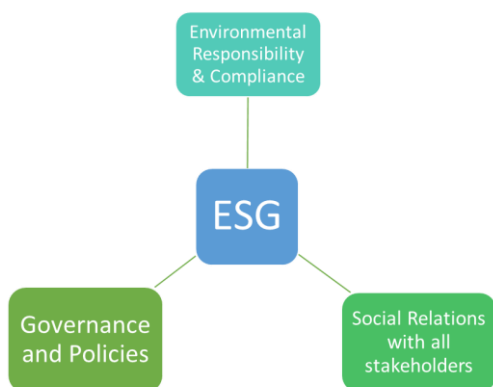 Environmental
Responsibility
& Compliance
ESG
Governance
and Policies
Social Relations
with all
stakeholders